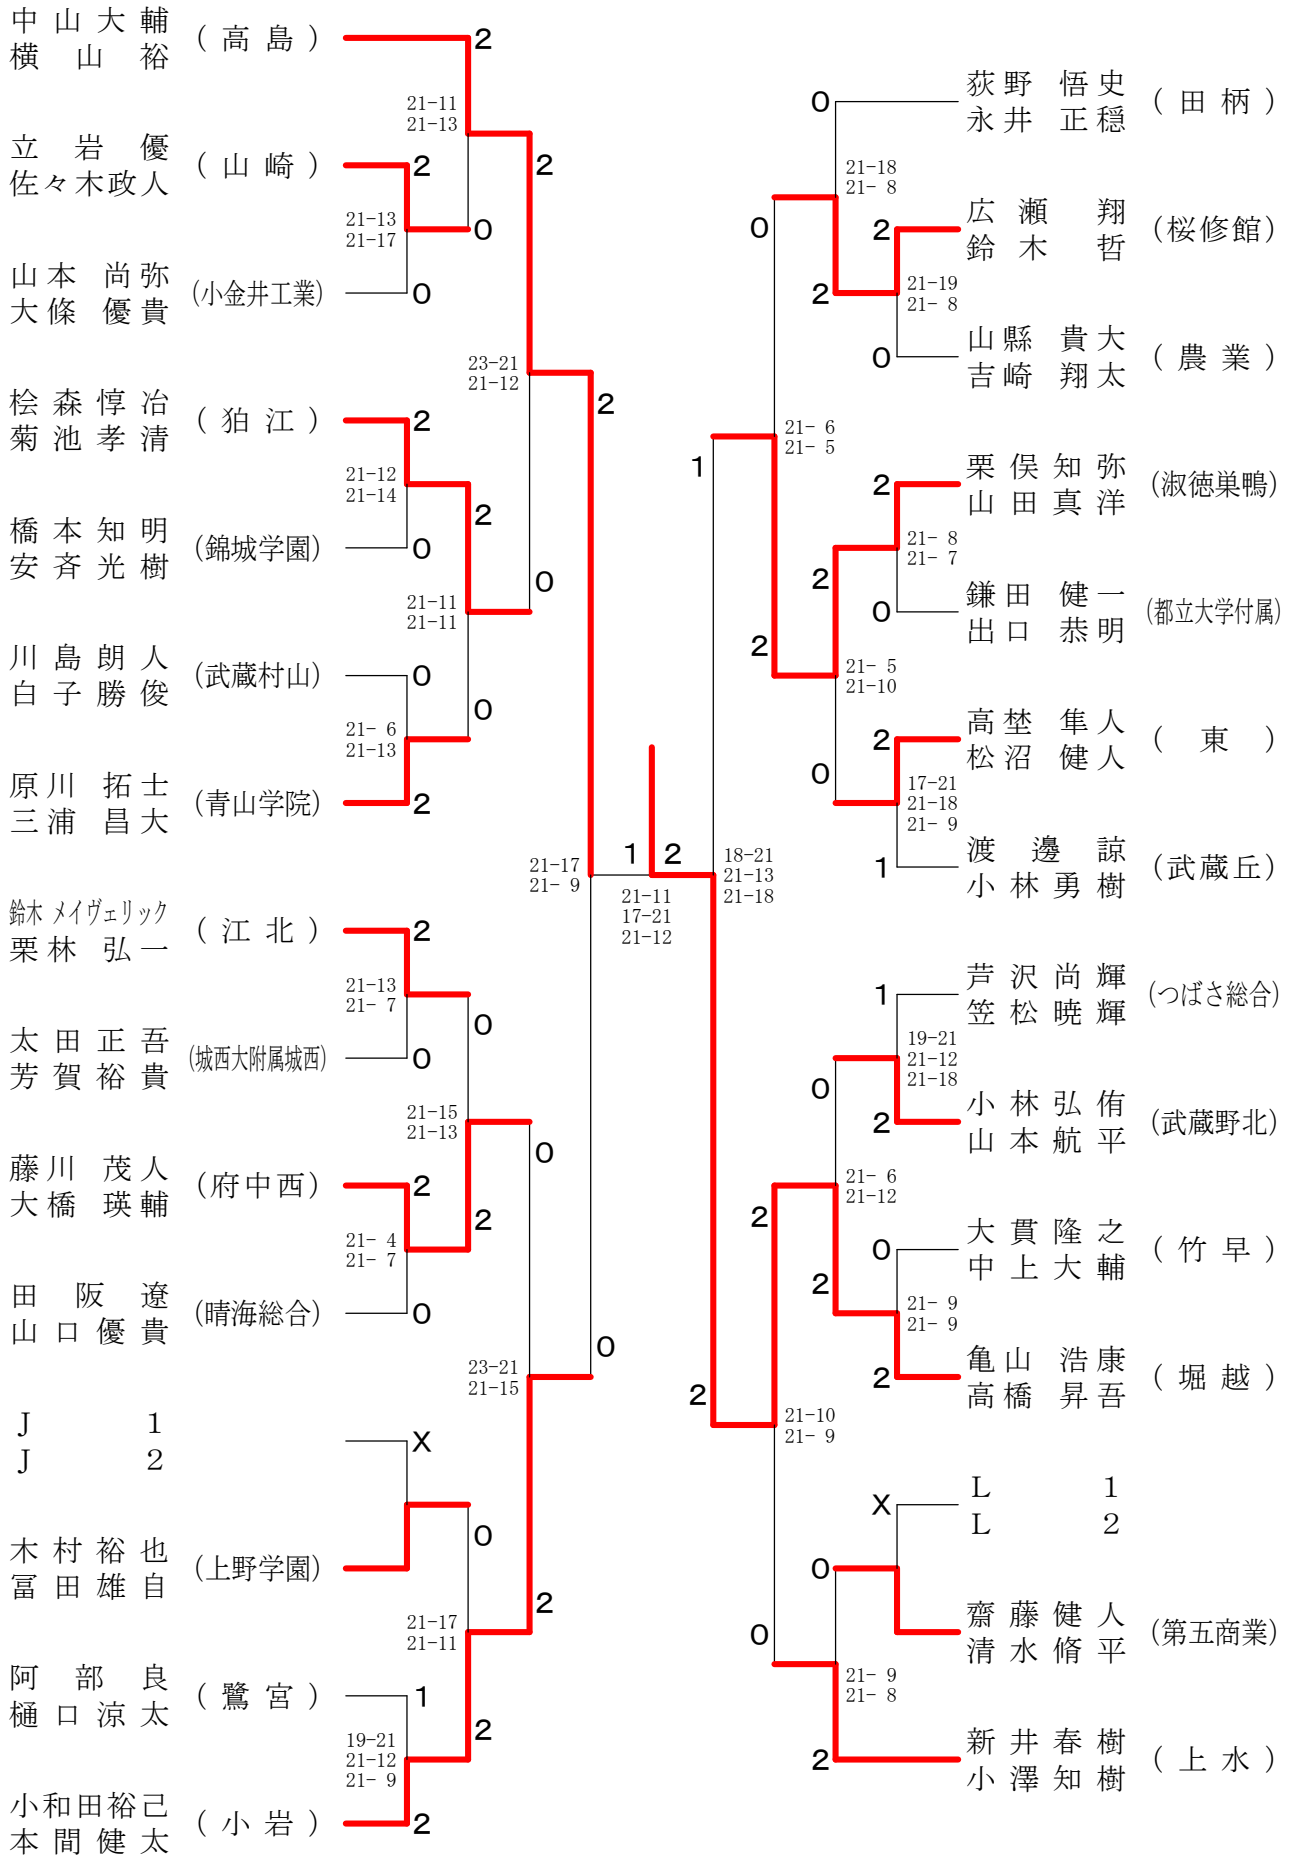 中山大輔
横山裕
(高島)
2
21-11
21-13
立岩優
佐々木政人
(山崎)
2
2
21-13
21-17
0
山本尚弥
大條優貴
(小金井工業)
0
23-21
21-12
2
桧森惇冶
菊池孝清
(狛江)
2
21-12
21-14
2
橋本知明
安斉光樹
(錦城学園)
0
0
21-11
21-11
川島朗人
白子勝俊
(武蔵村山)
0
0
21- 6
21-13
原川拓士
三浦昌大
(青山学院)
2
21-17
21- 9
鈴木 メイヴェリック
栗林弘一
(江北)
2
21-13
21- 7
0
太田正吾
芳賀裕貴
(城西大附属城西)
0
21-15
21-13
0
藤川茂人
大橋瑛輔
(府中西)
2
2
21- 4
21- 7
田阪遼
山口優貴
(晴海総合)
0
0
23-21
21-15
J 1
J 2
X
木村裕也
冨田雄自
(上野学園)
0
2
21-17
21-11
阿部良
樋口涼太
(鷺宮)
1
2
19-21
21-12
21- 9
小和田裕己
本間健太
(小岩)
2
1
2
21-11
17-21
21-12
0
荻野悟史
永井正穏
(田柄)
21-18
21- 8
0
2
広瀬翔
鈴木哲
(桜修館)
2
21-19
21- 8
0
山縣貴大
吉崎翔太
(農業)
21- 6
21- 5
1
2
栗俣知弥
山田真洋
(淑徳巣鴨)
21- 8
21- 7
2
0
鎌田健一
出口恭明
(都立大学付属)
2
21- 5
21-10
2
高埜隼人
松沼健人
(東)
0
17-21
21-18
21- 9
1
渡邊諒
小林勇樹
(武蔵丘)
18-21
21-13
21-18
1
芦沢尚輝
笠松暁輝
(つばさ総合)
19-21
21-12
21-18
0
2
小林弘侑
山本航平
(武蔵野北)
21- 6
21-12
2
0
大貫隆之
中上大輔
(竹早)
2
21- 9
21- 9
2
亀山浩康
高橋昇吾
(堀越)
2
21-10
21- 9
X
L 1
L 2
0
齋藤健人
清水脩平
(第五商業)
0
21- 9
21- 8
2
新井春樹
小澤知樹
(上水)